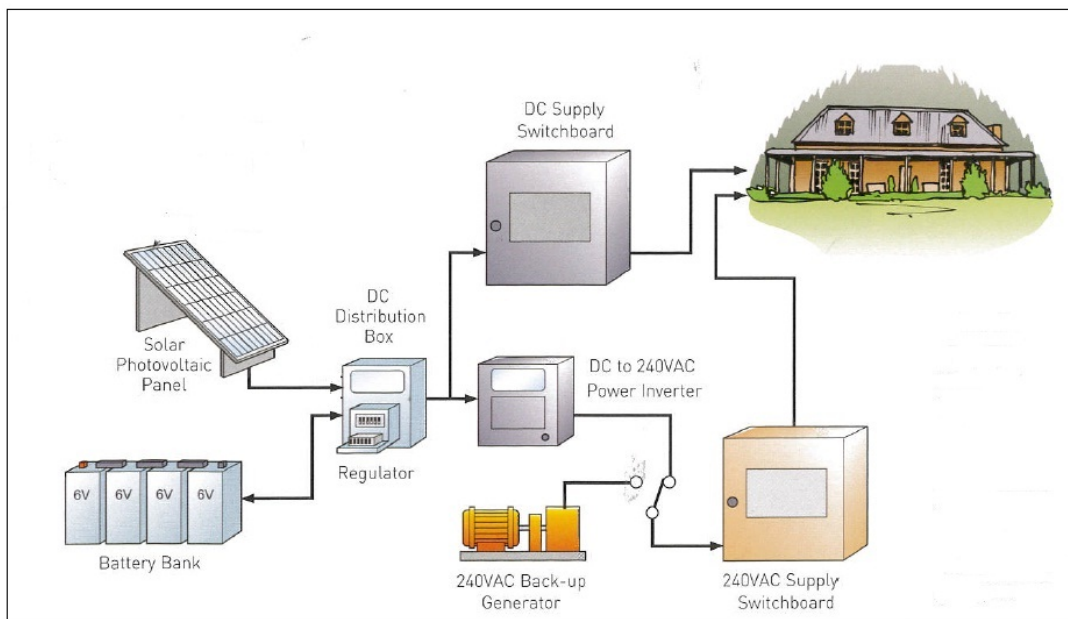 DC Supply
Switchboard
DC
Distribution
Box
Solar
Photovoltaic
Panel
DC to 240VAC
Power Inverter
Regulator
6V
6V
6V
6V
Battery Bank
240VAC Back-up
Generator
240VAC Supply
Switchboard